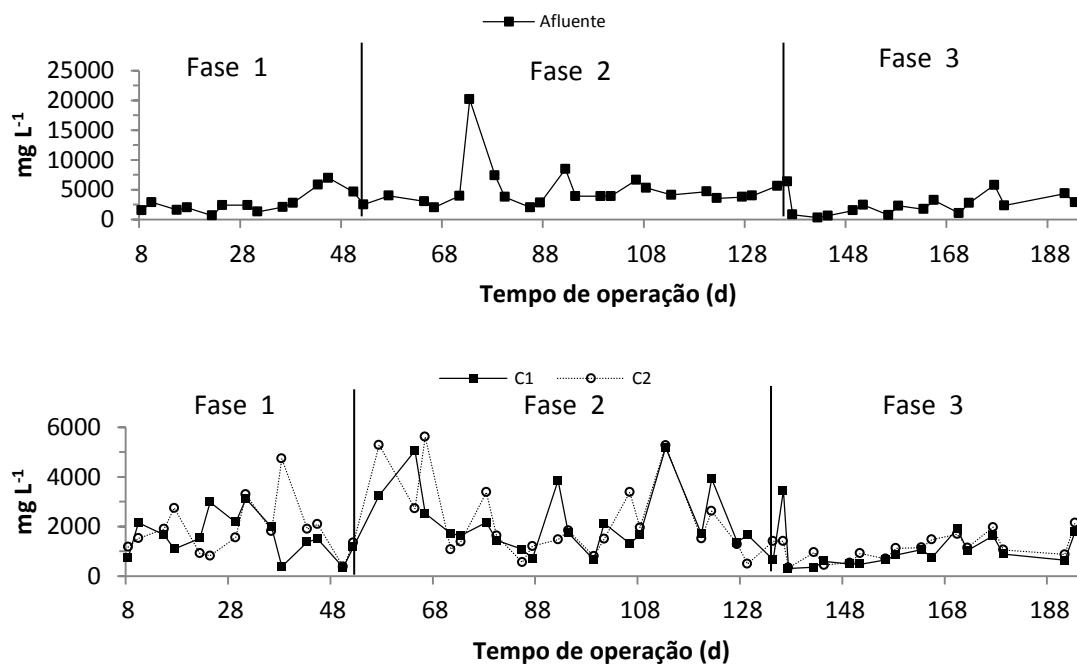 Afluente
Fase 1
Fase 2
Fase 3
25000
20000
15000
10000
5000
0
mg L⁻¹
8 28 48 68 88 108 128 148 168 188
Tempo de operação (d)
C1 C2
Fase 1
Fase 2
Fase 3
6000
4000
2000
0
mg L⁻¹
8 28 48 68 88 108 128 148 168 188
Tempo de operação (d)